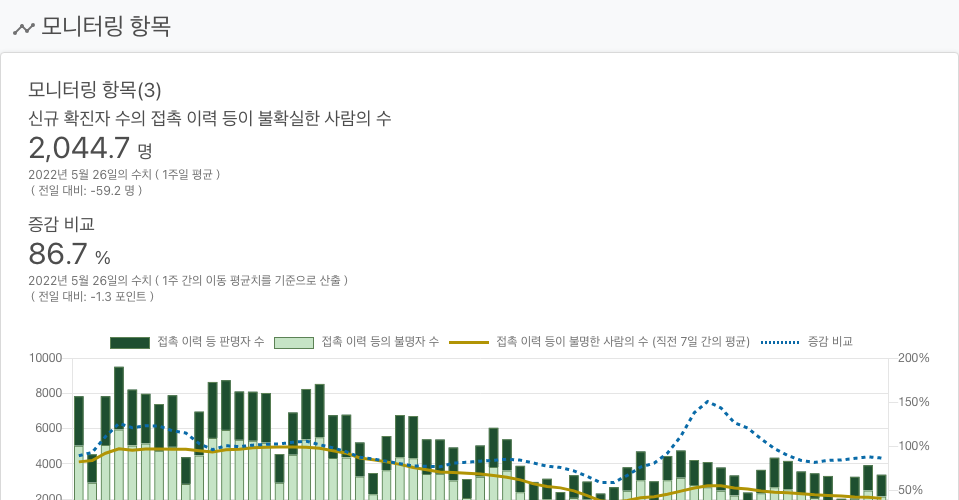 모니터링 항목
모니터링 항목(3)
신규 확진자 수의 접촉 이력 등이 불확실한 사람의 수
2,044.7 명
2022년 5월 26일의 수치 ( 1주일 평균 )
( 전일 대비: -59.2 명 )
증감 비교
86.7 %
2022년 5월 26일의 수치 ( 1주 간의 이동 평균치를 기준으로 산출 )
( 전일 대비: -1.3 포인트 )
접촉 이력 등 판명자 수 접촉 이력 등의 불명자 수 접촉 이력 등이 불명한 사람의 수 (직전 7일 간의 평균) 증감 비교
10000 200%
8000
150%
6000
100%
4000
50%
2000